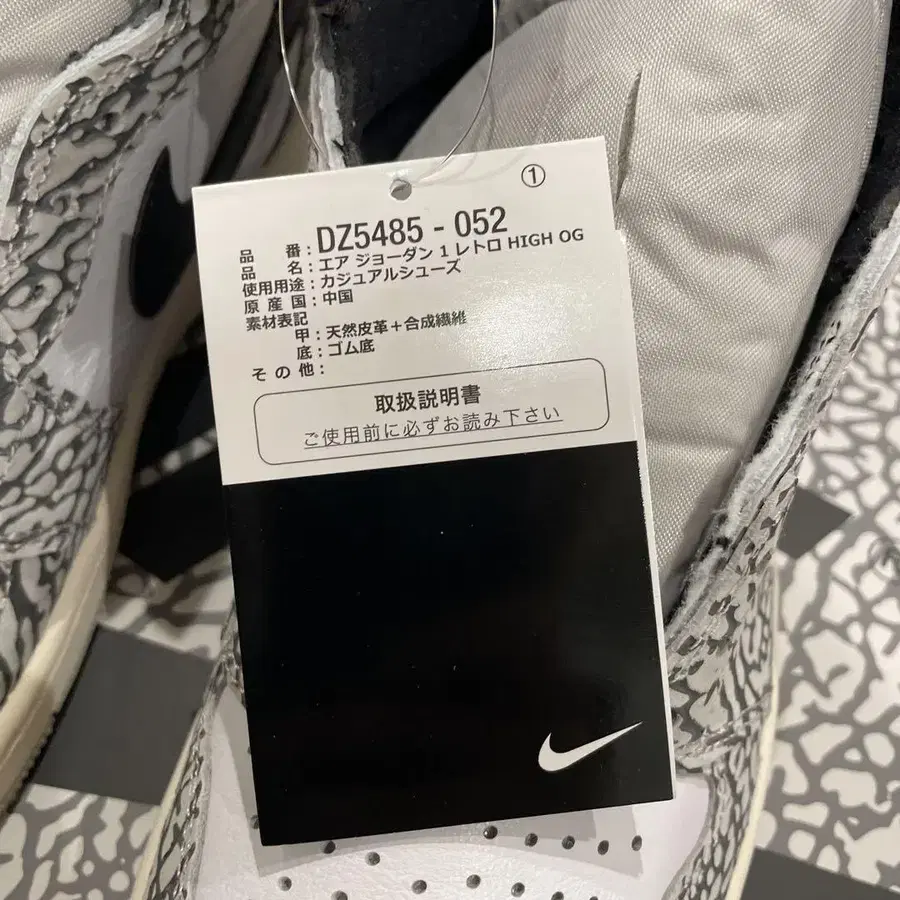 ①
品番：DZ5485 - 052
品名：エア ジョーダン 1 レトロ HIGH OG
使用用途：カジュアルシューズ
原産国：中国
素材表記
甲：天然皮革＋合成繊維
底：ゴム底
その他：
取扱説明書
ご使用前に必ずお読み下さい